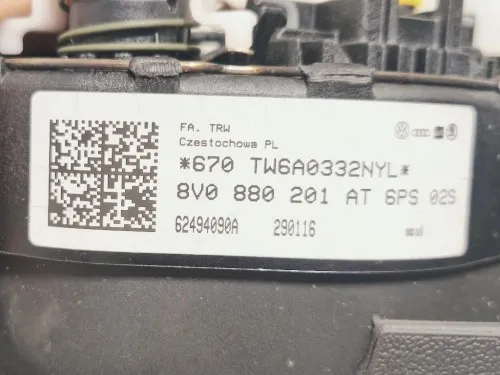 FA. TRW
Czestochowa PL
*670 TW6A0332NYL*
8V0 880 201 AT 6PS 02S
62494090A 290116